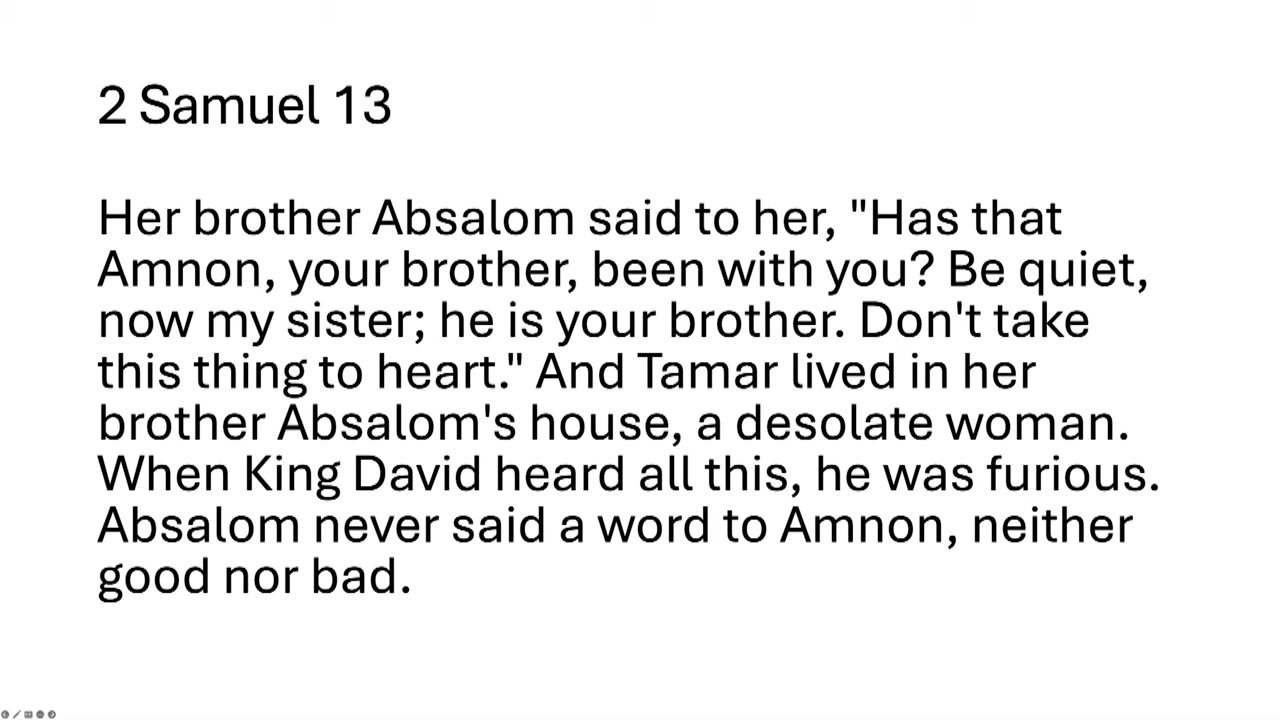 2 Samuel 13
Her brother Absalom said to her, "Has that
Amnon, your brother, been with you? Be quiet,
now my sister; he is your brother. Don't take
this thing to heart." And Tamar lived in her
brother Absalom's house, a desolate woman.
When King David heard all this, he was furious.
Absalom never said a word to Amnon, neither
good nor bad.